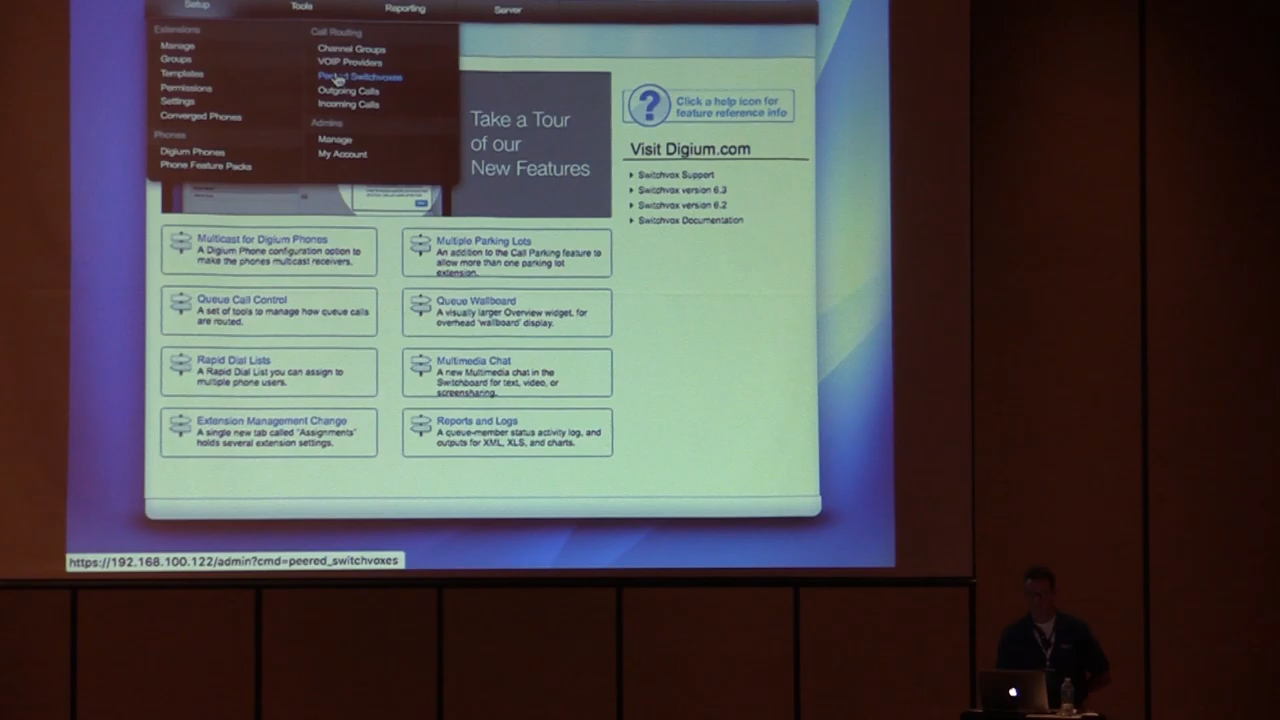 Setup
Tools
Reporting
Server
Extensions
Manage
Groups
Templates
Permissions
Settings
Converged Phones
Phones
Digium Phones
Phone Feature Packs
Call Routing
Channel Groups
VOIP Providers
Peered Switchvoxes
Outgoing Calls
Incoming Calls
Admins
Manage
My Account
Take a Tour
of our
New Features
?
Click a help icon for
feature reference info
Visit Digium.com
Switchvox Support
Switchvox version 6.3
Switchvox version 6.2
Switchvox Documentation
Multicast for Digium Phones
A Digium Phone configuration option to
make the phones multicast receivers.
Multiple Parking Lots
An addition to the Call Parking feature to
allow more than one parking lot
extension.
Queue Call Control
A set of tools to manage how queue calls
are routed.
Queue Wallboard
A visually larger Overview widget, for
overhead 'wallboard' display.
Rapid Dial Lists
A Rapid Dial List you can assign to
multiple phone users.
Multimedia Chat
A new Multimedia chat in the
Switchboard for text, video, or
screensharing.
Extension Management Change
A single new tab called "Assignments"
holds several extension settings.
Reports and Logs
A queue-member status activity log, and
outputs for XML, XLS, and charts.
https://192.168.100.122/admin?cmd=peered_switchvoxes